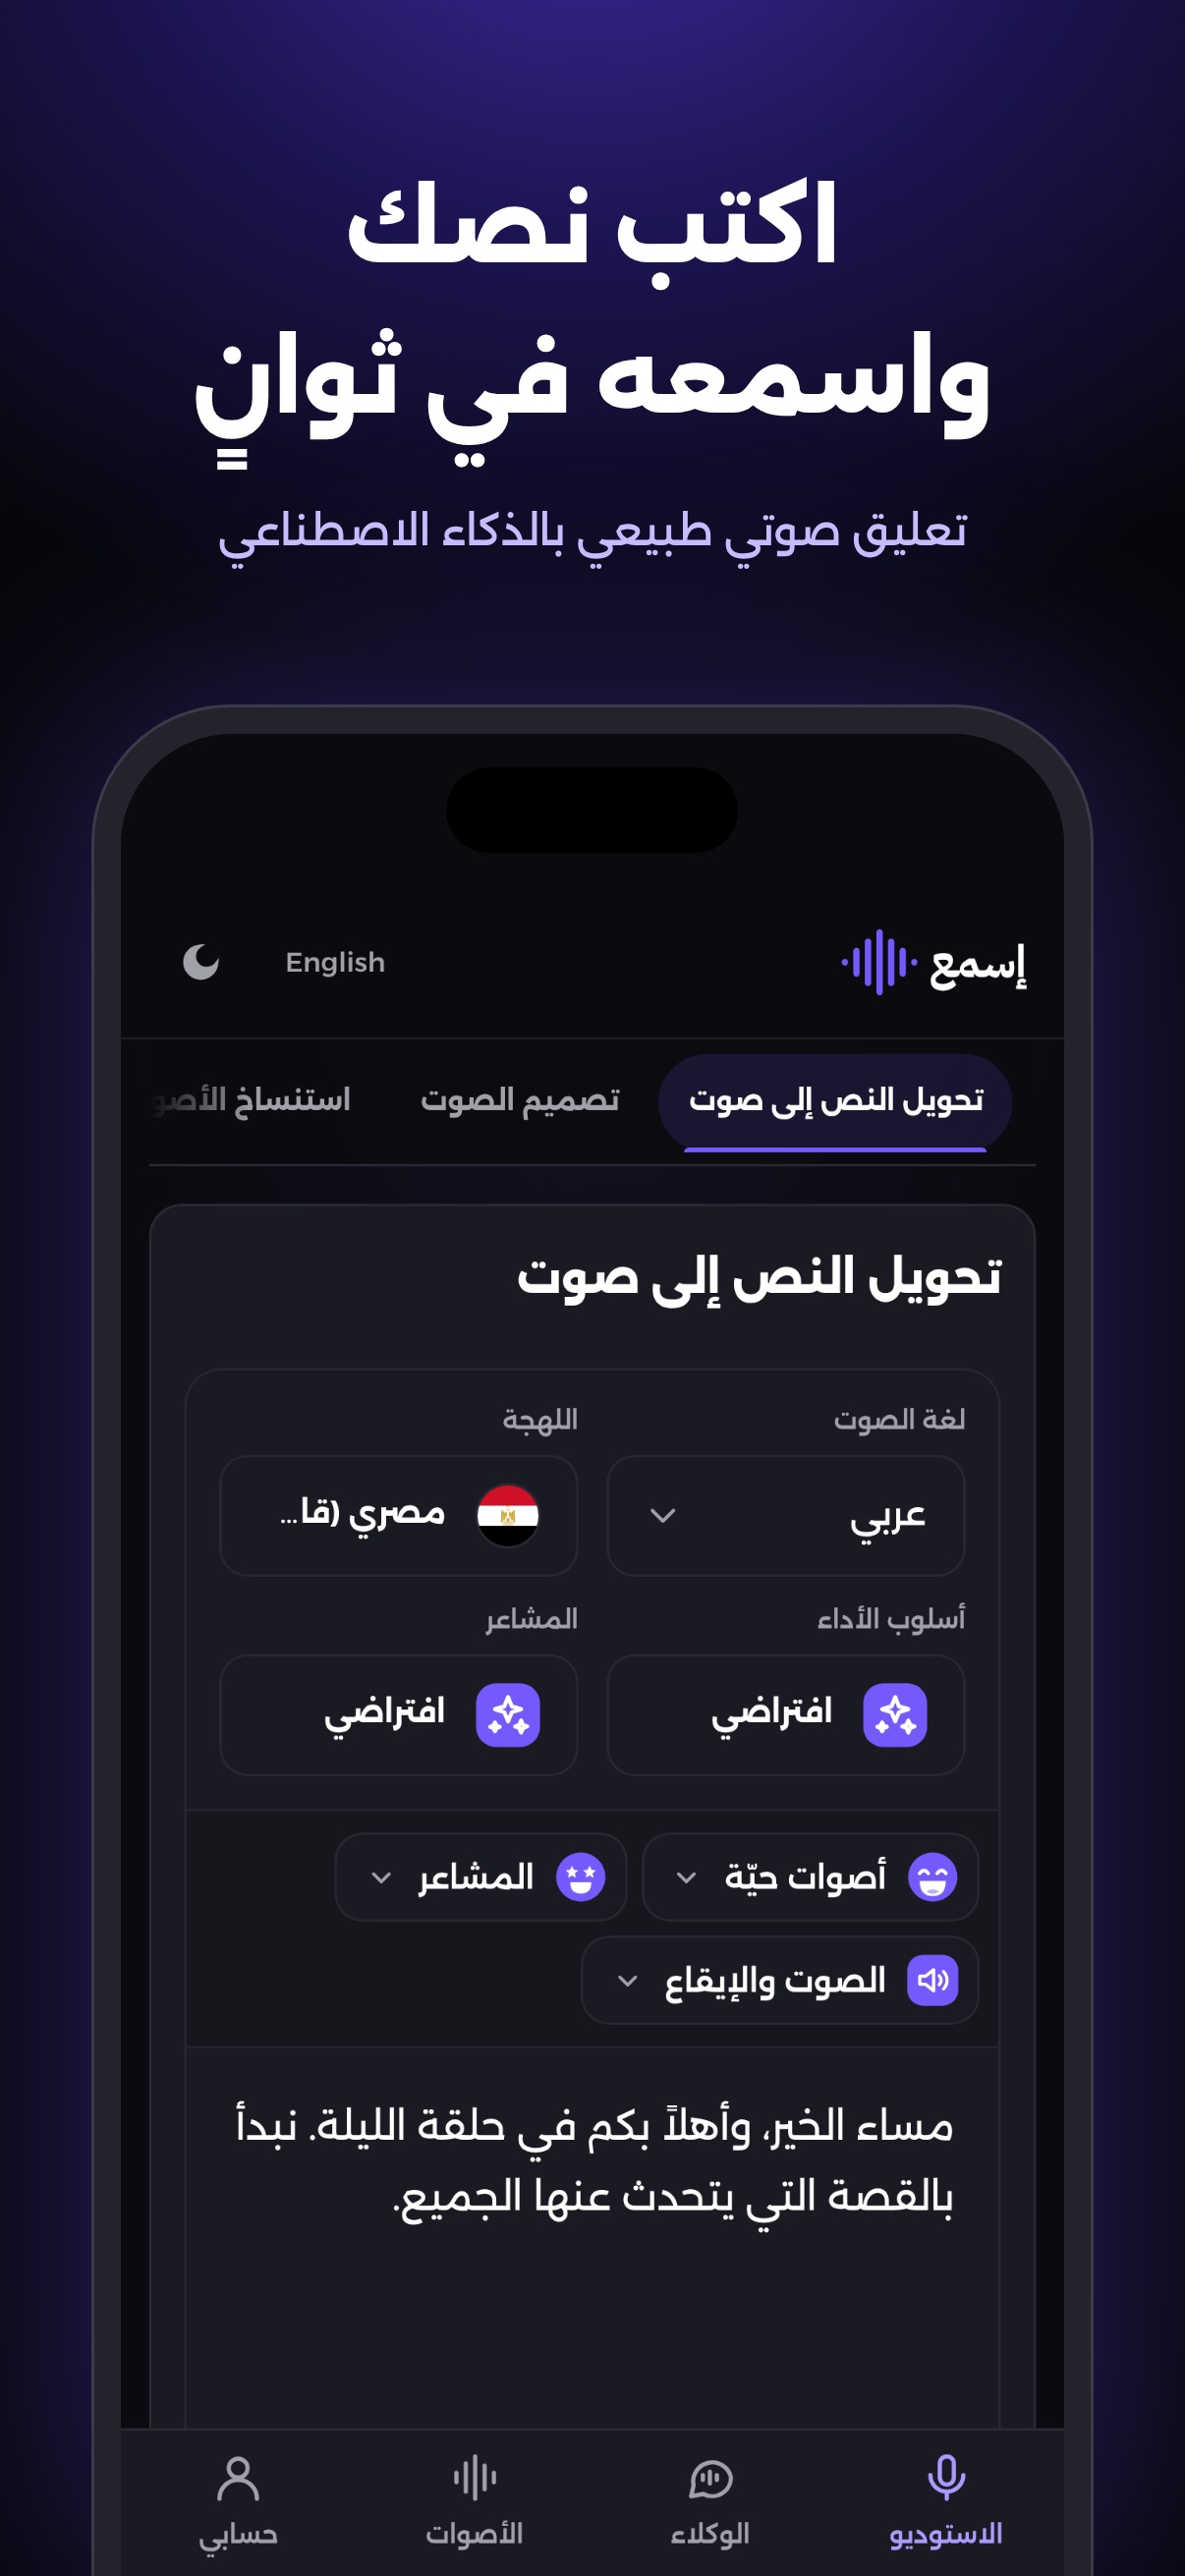 اكتب نصك
واسمعه في ثوانٍ
تعليق صوتي طبيعي بالذكاء الاصطناعي
إسمع
English
تحويل النص إلى صوت
تصميم الصوت
استنساخ الأصو
تحويل النص إلى صوت
لغة الصوت
اللهجة
عربي
مصري (قا...
أسلوب الأداء
المشاعر
افتراضي
افتراضي
أصوات حيّة
المشاعر
الصوت والإيقاع
مساء الخير، وأهلاً بكم في حلقة الليلة. نبدأ
بالقصة التي يتحدث عنها الجميع.
الاستوديو
الوكلاء
الأصوات
حسابي